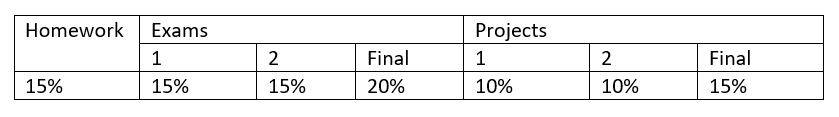 Homework Exams Projects
1 2 Final 1 2 Final
15% 15% 15% 20% 10% 10% 15%